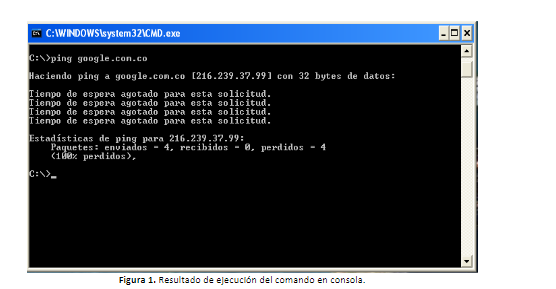 C:\WINDOWS\system32\CMD.exe
C:\>ping google.com.co
Haciendo ping a google.com.co [216.239.37.99] con 32 bytes de datos:
Tiempo de espera agotado para esta solicitud.
Tiempo de espera agotado para esta solicitud.
Tiempo de espera agotado para esta solicitud.
Tiempo de espera agotado para esta solicitud.
Estadísticas de ping para 216.239.37.99:
Paquetes: enviados = 4, recibidos = 0, perdidos = 4
(100% perdidos),
C:\>_
Figura 1. Resultado de ejecución del comando en consola.